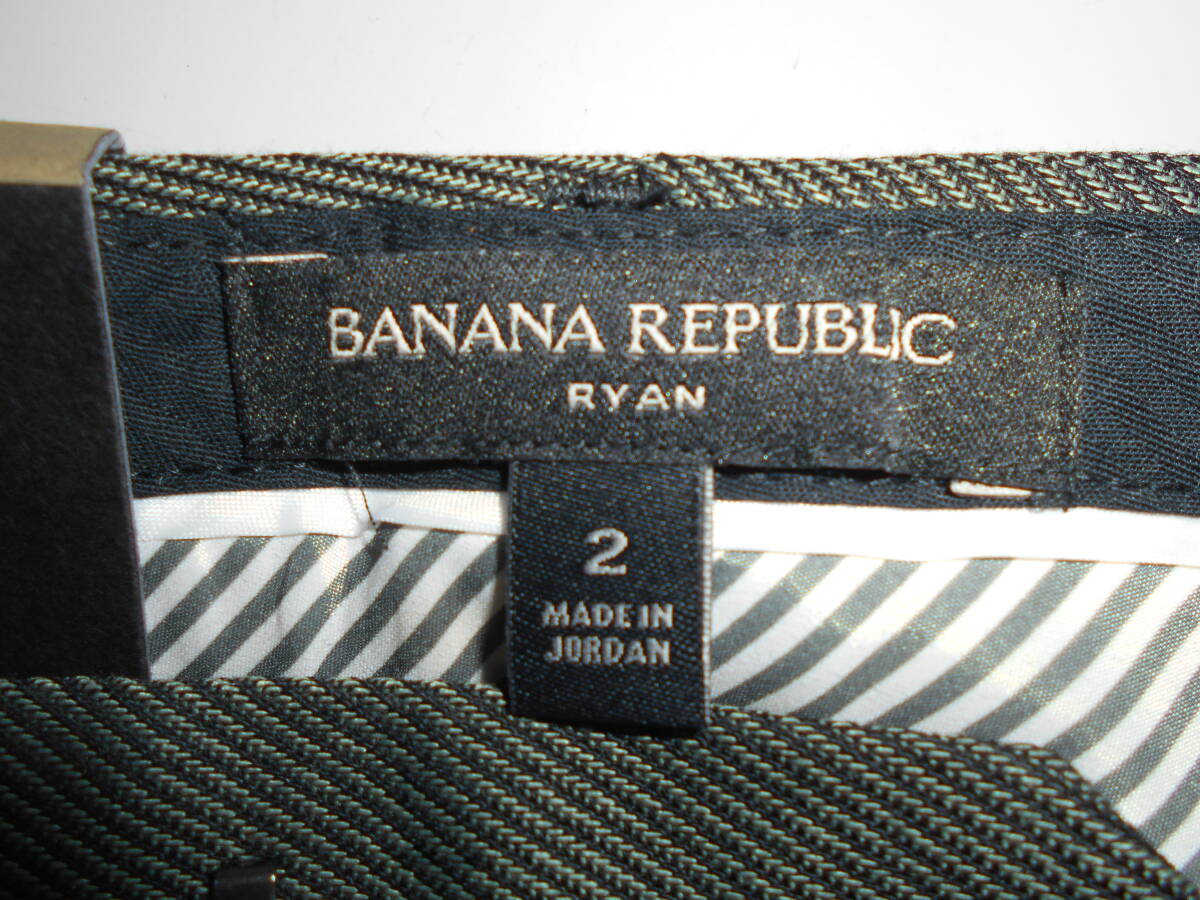 BANANA REPUBLIC
RYAN
2
MADE IN
JORDAN